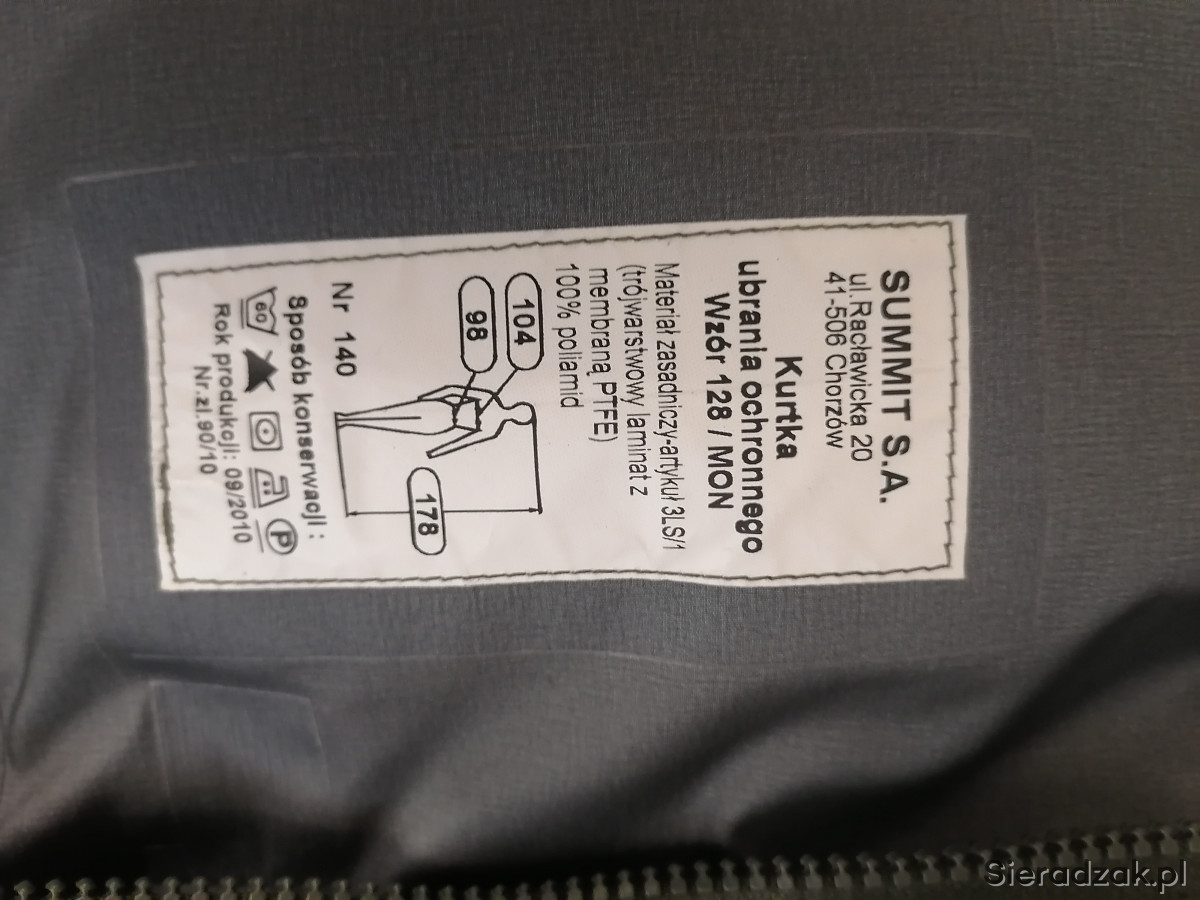 SUMMIT S.A.
ul.Racławicka 20
41-506 Chorzów
Kurtka
ubrania ochronnego
Wzór 128 / MON
Materiał zasadniczy-artykuł 3LS/1
(trójwarstwowy laminat z
membraną PTFE)
100% poliamid
104
98
178
Nr 140
Sposób konserwacji :
60
P
Rok produkcji: 09/2010
Nr.zl.90/10
Sieradzak.pl